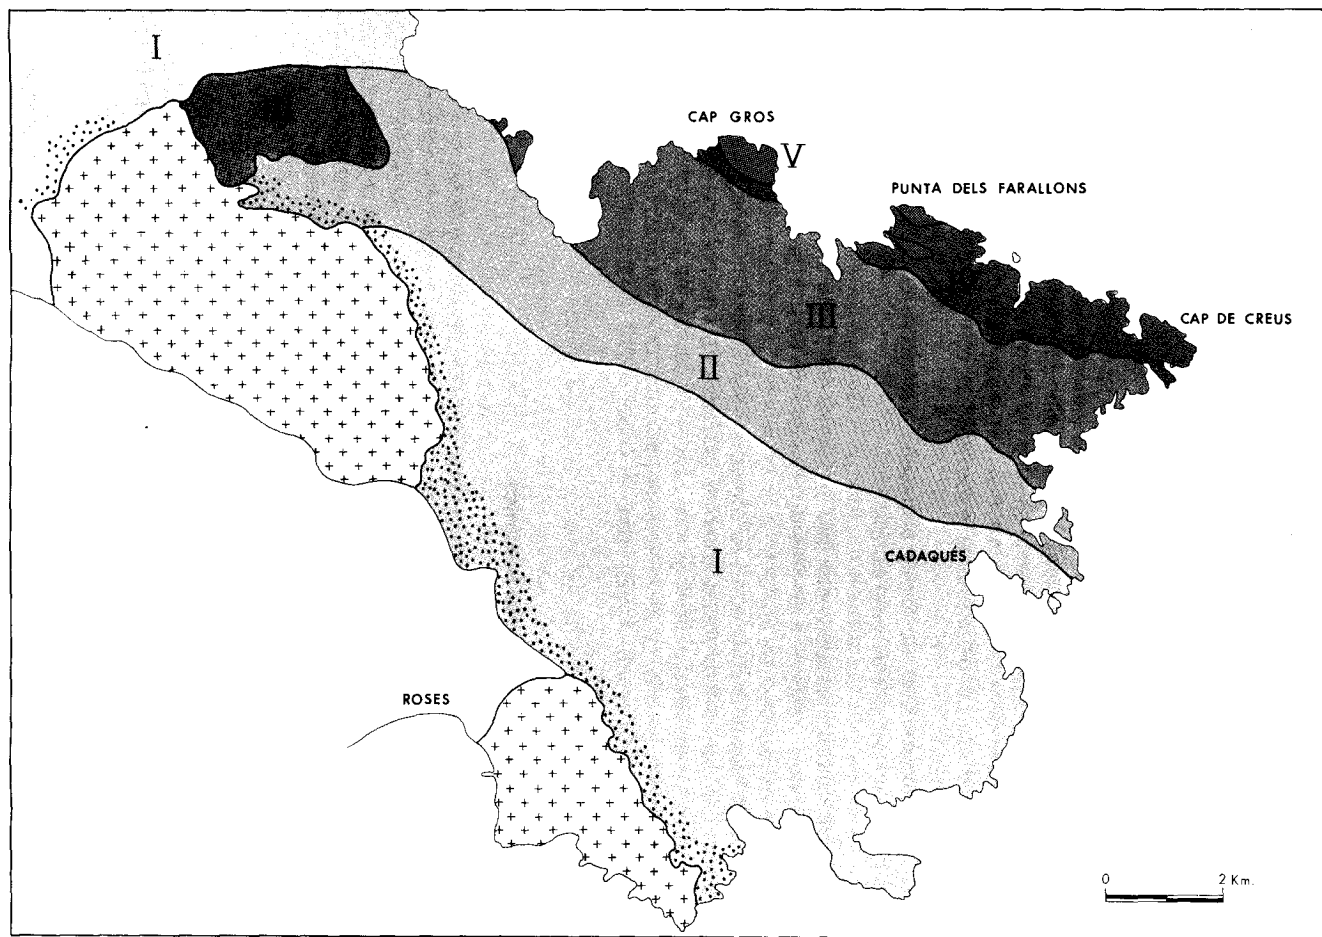 I
CAP GROS
V
PUNTA DELS FARALLONS
III
CAP DE CREUS
II
CADAQUÉS
I
ROSES
0 2 Km.